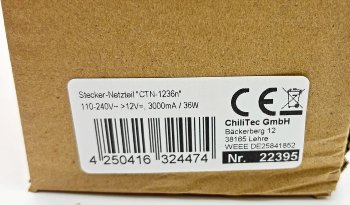 Stecker-Netzteil "CTN-1236n"
110-240V~ >12V=, 3000mA / 36W
CE
ChiliTec GmbH
Bäckerberg 12
38165 Lehre
WEEE DE25841852
4 250416 324474
Nr. 22395